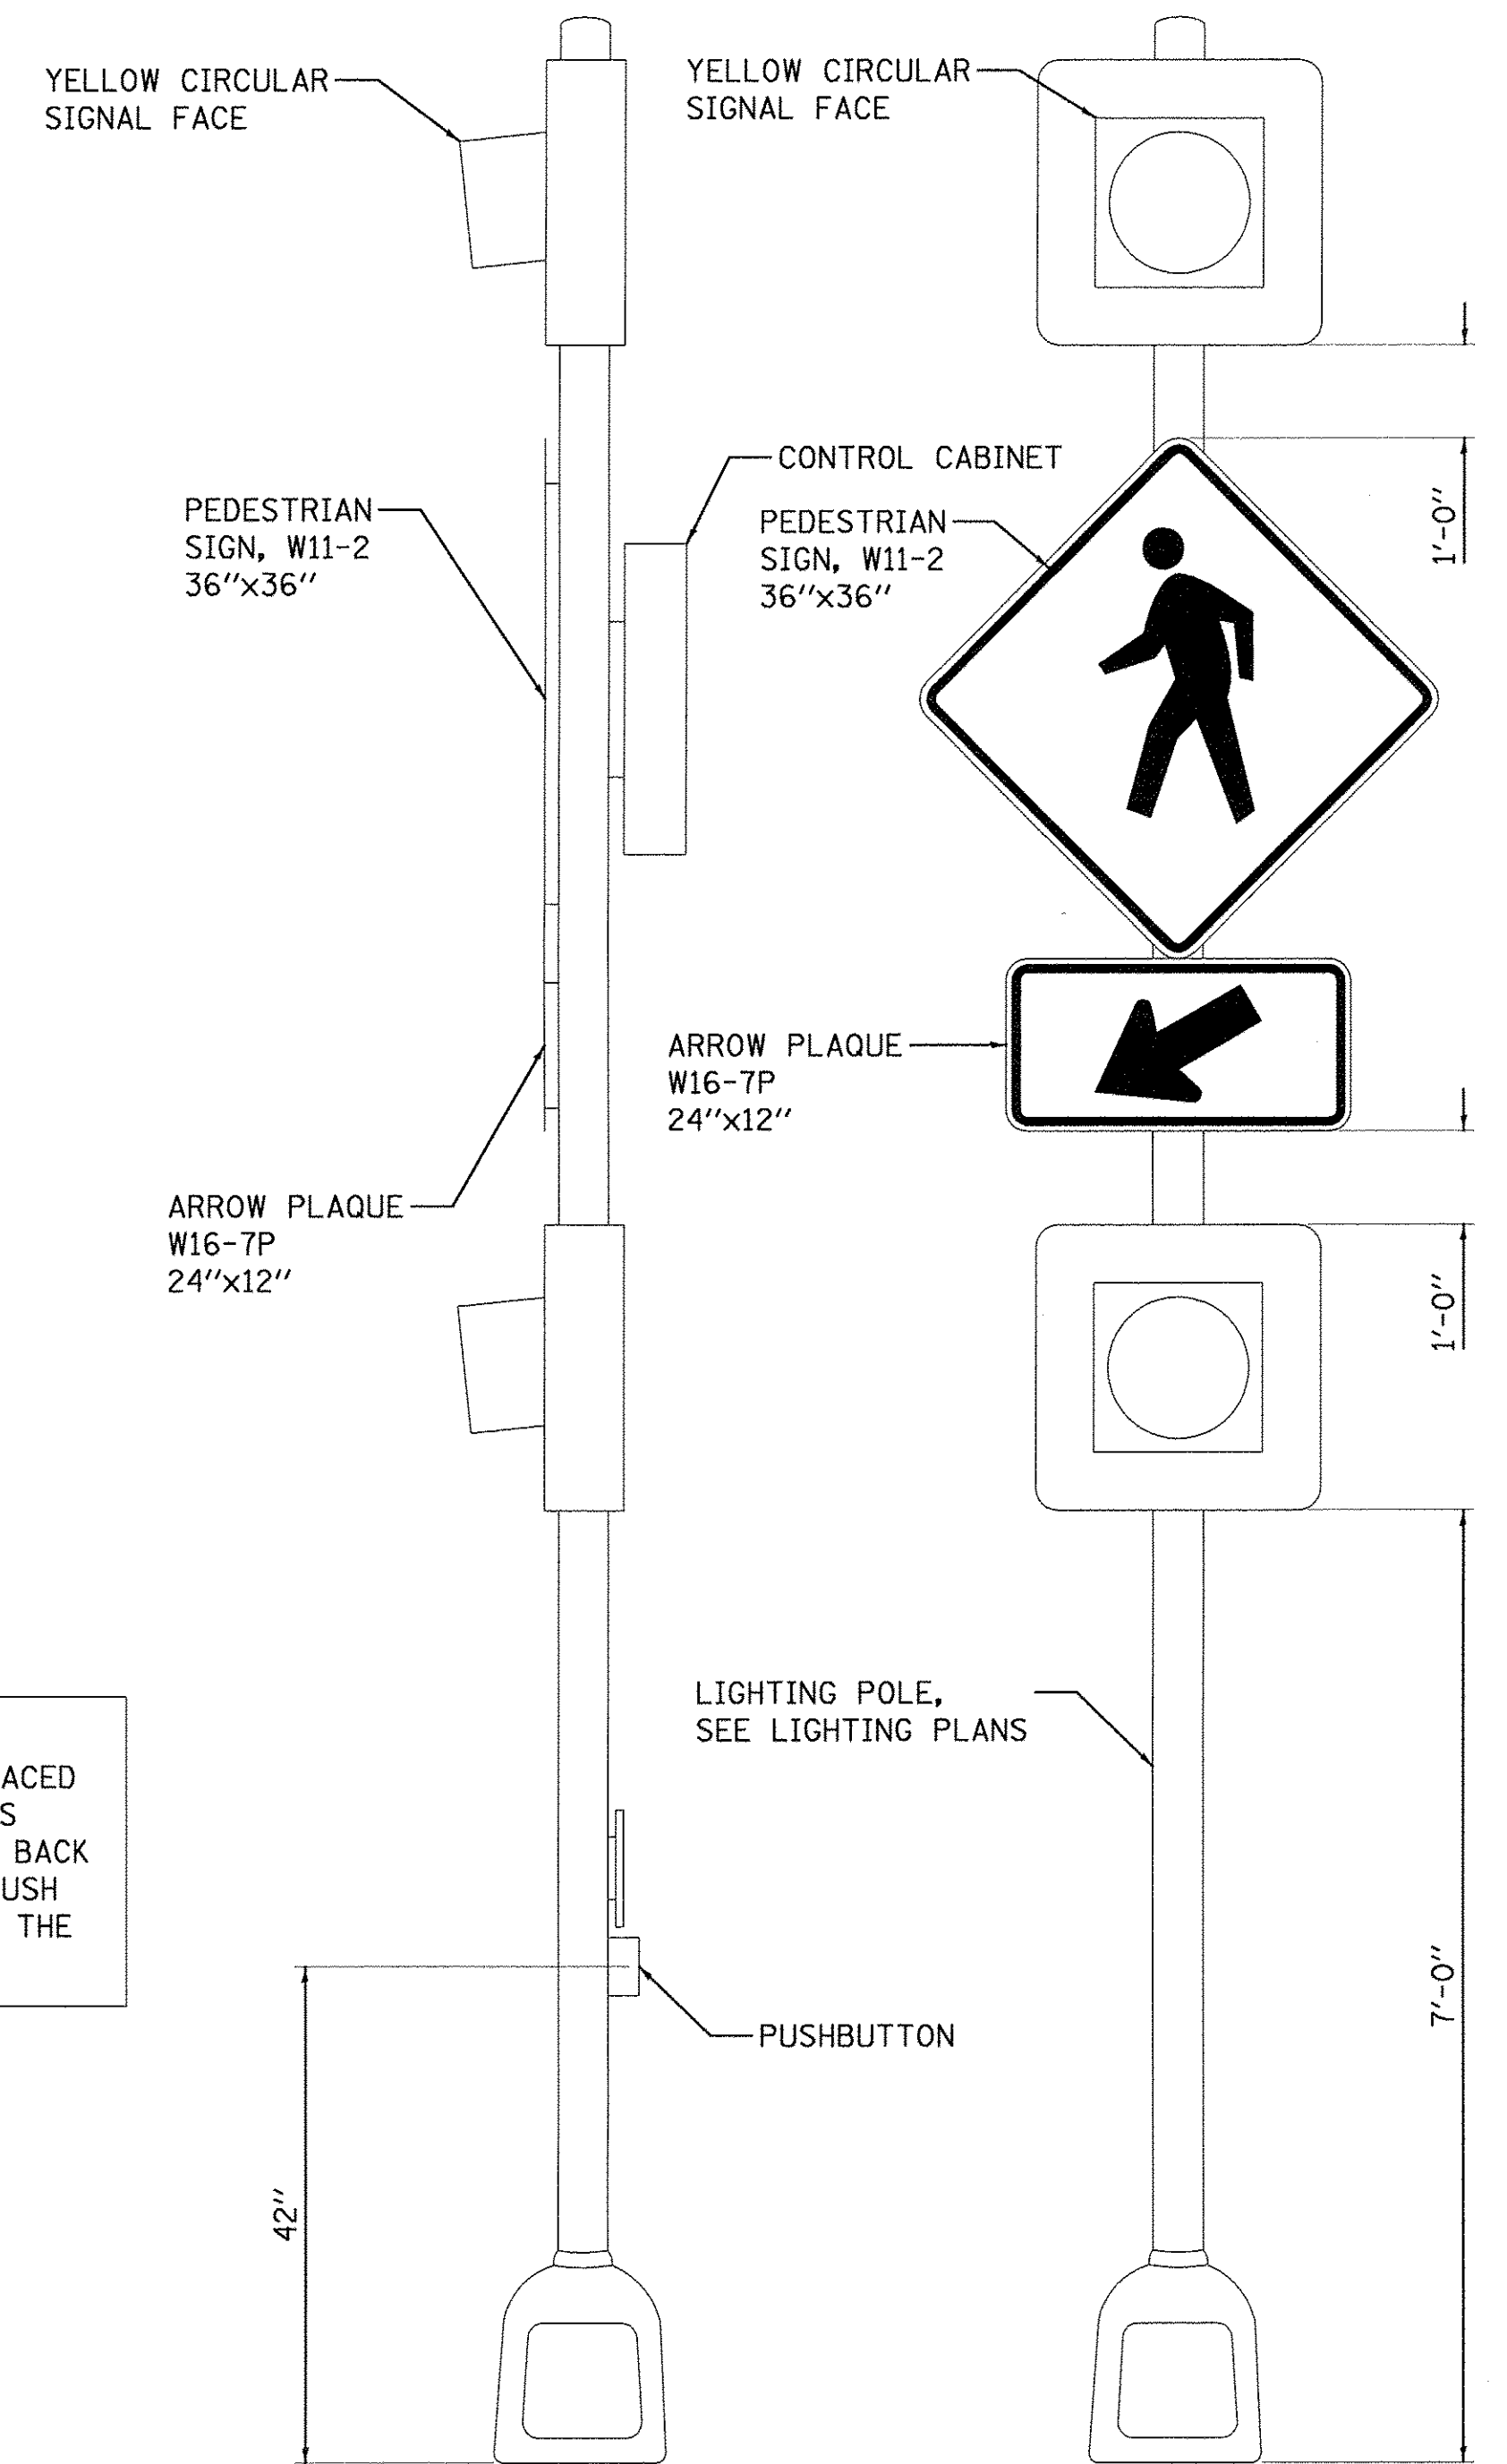 YELLOW CIRCULAR
SIGNAL FACE
YELLOW CIRCULAR
SIGNAL FACE
CONTROL CABINET
PEDESTRIAN
SIGN, W11-2
36"x36"
PEDESTRIAN
SIGN, W11-2
36"x36"
1'-0"
ARROW PLAQUE
W16-7P
24"x12"
ARROW PLAQUE
W16-7P
24"x12"
1'-0"
LIGHTING POLE,
SEE LIGHTING PLANS
ACED
S
BACK
USH
THE
7'-0"
PUSHBUTTON
42"